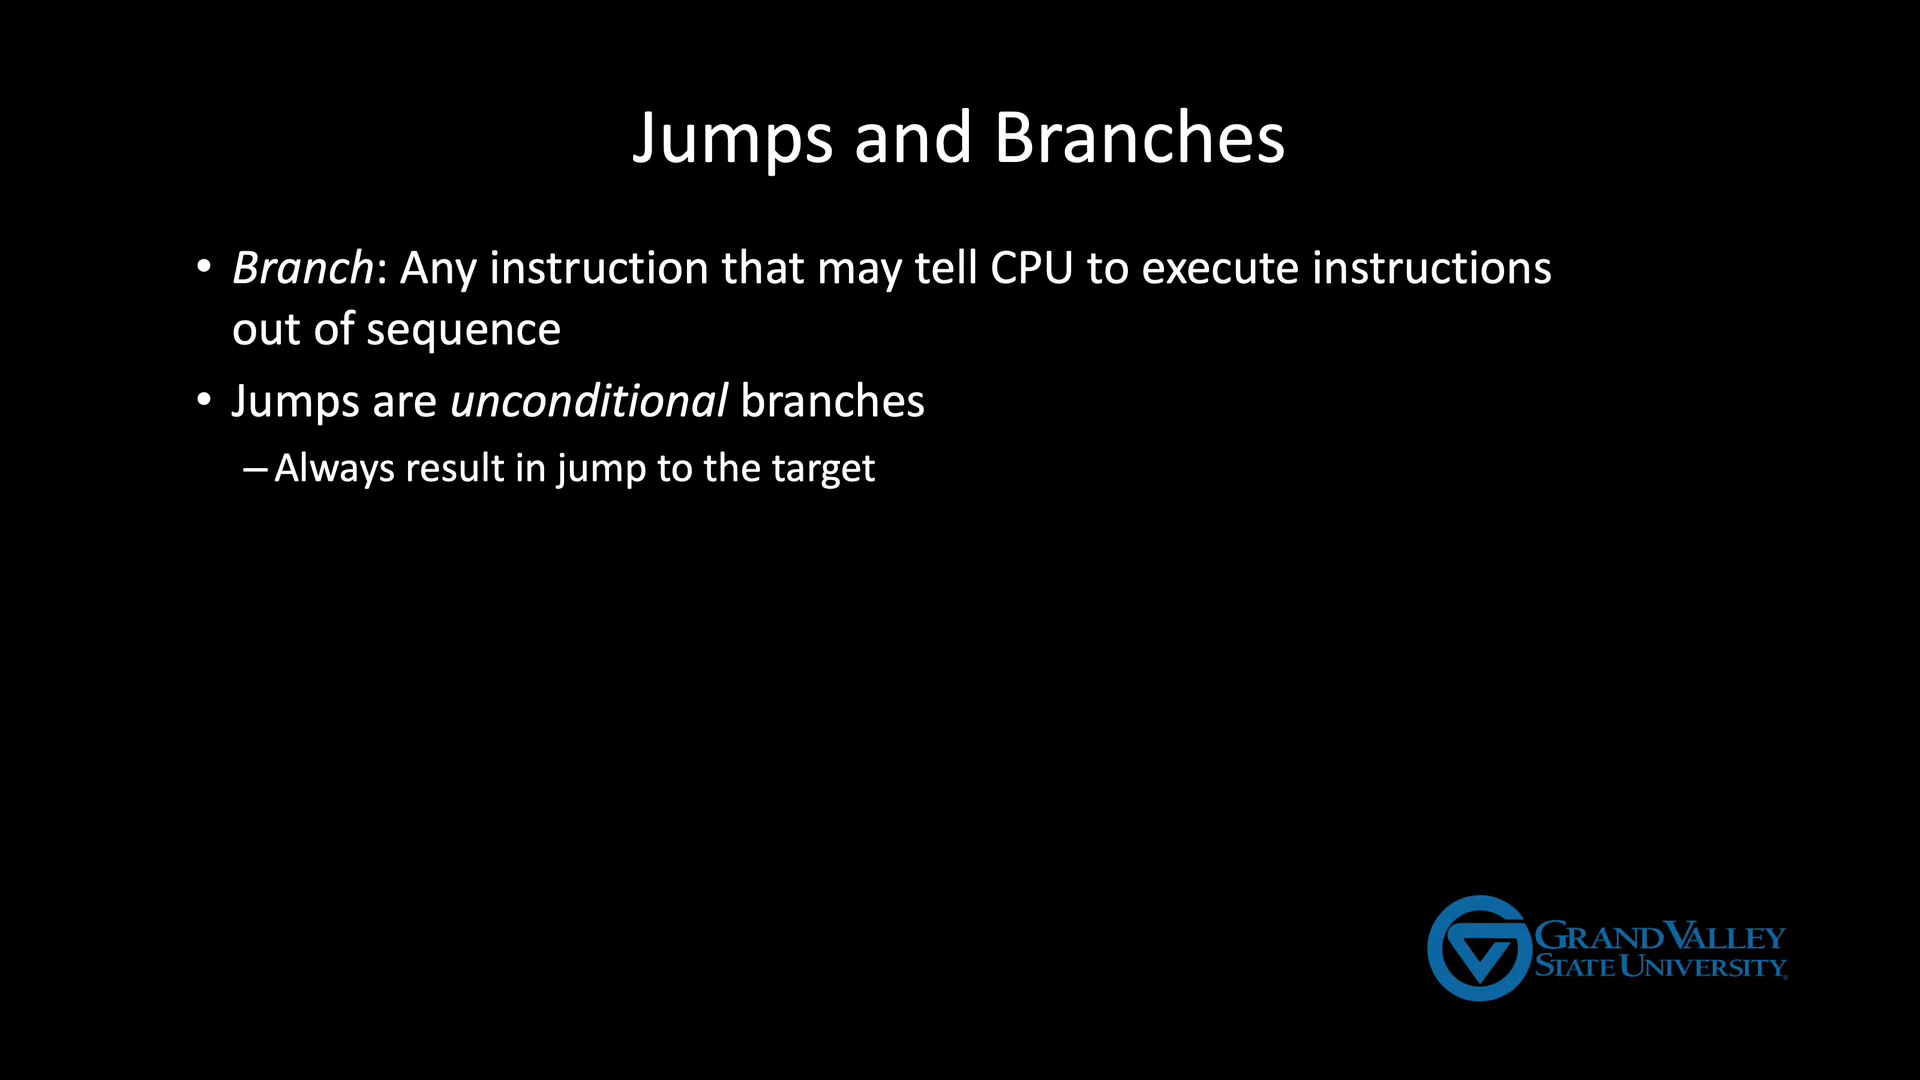 Jumps and Branches
• Branch: Any instruction that may tell CPU to execute instructions
out of sequence
• Jumps are unconditional branches
– Always result in jump to the target
GRAND VALLEY
STATE UNIVERSITY